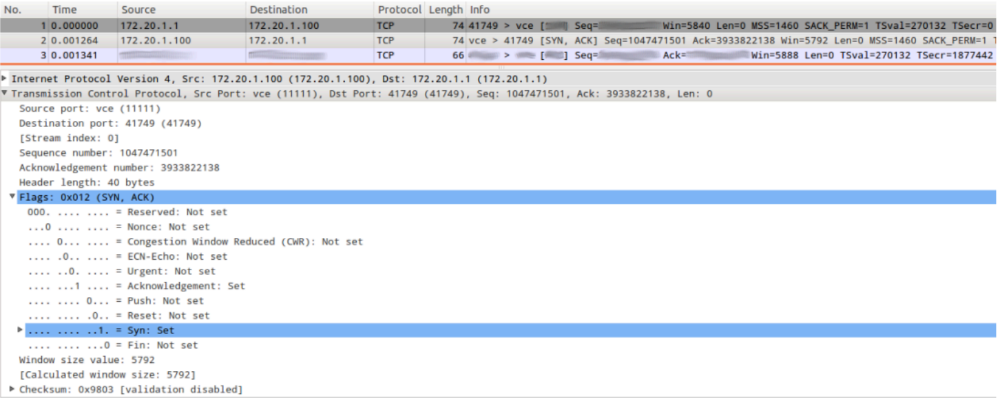 No. Time Source Destination Protocol Length Info
1 0.000000 172.20.1.1 172.20.1.100 TCP 74 41749 > vce [ ] Seq= Win=5840 Len=0 MSS=1460 SACK_PERM=1 TSval=270132 TSecr=0
2 0.001264 172.20.1.100 172.20.1.1 TCP 74 vce > 41749 [SYN, ACK] Seq=1047471501 Ack=3933822138 Win=5792 Len=0 MSS=1460 SACK_PERM=1
3 0.001341 TCP 66 > [ ] Seq= Ack= Win=5888 Len=0 TSval=270132 TSecr=1877442
Internet Protocol Version 4, Src: 172.20.1.100 (172.20.1.100), Dst: 172.20.1.1 (172.20.1.1)
Transmission Control Protocol, Src Port: vce (11111), Dst Port: 41749 (41749), Seq: 1047471501, Ack: 3933822138, Len: 0
Source port: vce (11111)
Destination port: 41749 (41749)
[Stream index: 0]
Sequence number: 1047471501
Acknowledgement number: 3933822138
Header length: 40 bytes
Flags: 0x012 (SYN, ACK)
000. .... .... = Reserved: Not set
...0 .... .... = Nonce: Not set
.... 0... .... = Congestion Window Reduced (CWR): Not set
.... .0.. .... = ECN-Echo: Not set
.... ..0. .... = Urgent: Not set
.... ...1 .... = Acknowledgement: Set
.... .... 0... = Push: Not set
.... .... .0.. = Reset: Not set
.... .... ..1. = Syn: Set
.... .... ...0 = Fin: Not set
Window size value: 5792
[Calculated window size: 5792]
Checksum: 0x9803 [validation disabled]